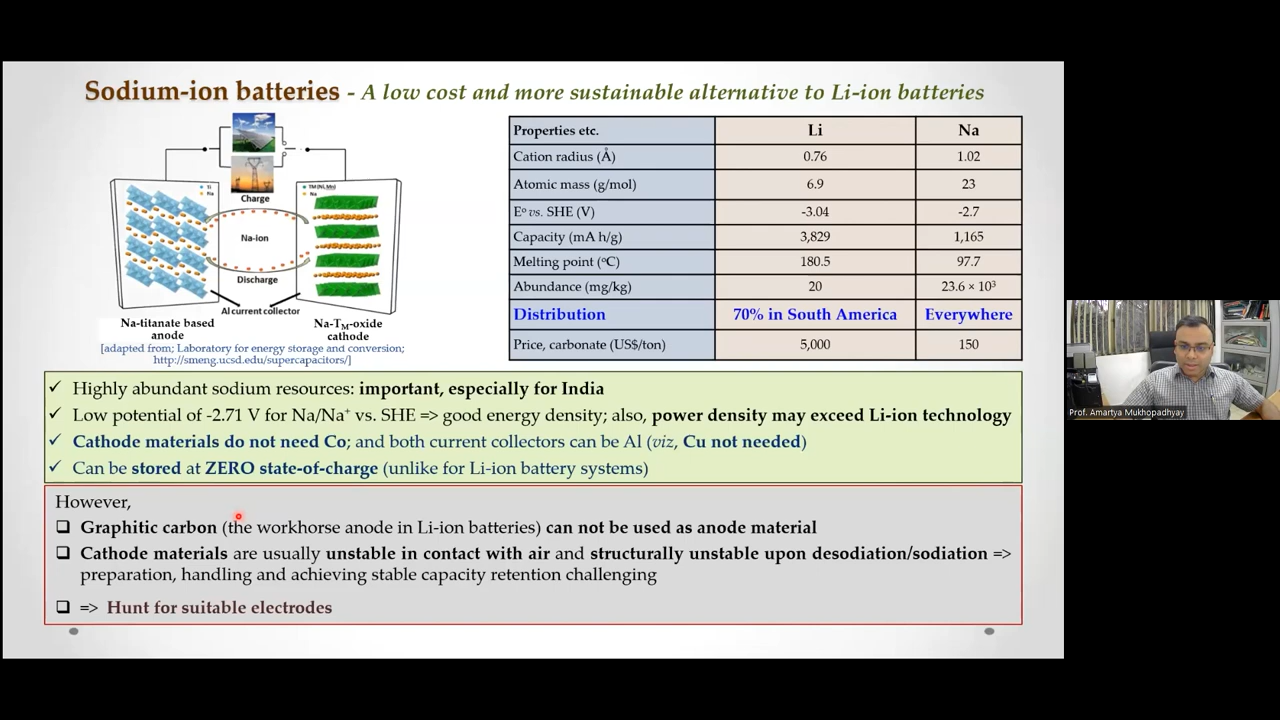 Sodium-ion batteries - A low cost and more sustainable alternative to Li-ion batteries
Charge
Na-ion
Discharge
Al current collector
TM (Ni, Mn)
Na
Ti
Na
Na-titanate based
anode
Na-TM-oxide
cathode
[adapted from; Laboratory for energy storage and conversion;
http://smeng.ucsd.edu/supercapacitors/]
Properties etc. Li Na
Cation radius (Å) 0.76 1.02
Atomic mass (g/mol) 6.9 23
Eº vs. SHE (V) -3.04 -2.7
Capacity (mA h/g) 3,829 1,165
Melting point (ºC) 180.5 97.7
Abundance (mg/kg) 20 23.6 × 10³
Distribution 70% in South America Everywhere
Price, carbonate (US$/ton) 5,000 150
✓ Highly abundant sodium resources: important, especially for India
✓ Low potential of -2.71 V for Na/Na⁺ vs. SHE => good energy density; also, power density may exceed Li-ion technology
✓ Cathode materials do not need Co; and both current collectors can be Al (viz, Cu not needed)
✓ Can be stored at ZERO state-of-charge (unlike for Li-ion battery systems)
However,
❑ Graphitic carbon (the workhorse anode in Li-ion batteries) can not be used as anode material
❑ Cathode materials are usually unstable in contact with air and structurally unstable upon desodiation/sodiation =>
preparation, handling and achieving stable capacity retention challenging
❑ => Hunt for suitable electrodes
Prof. Amartya Mukhopadhyay